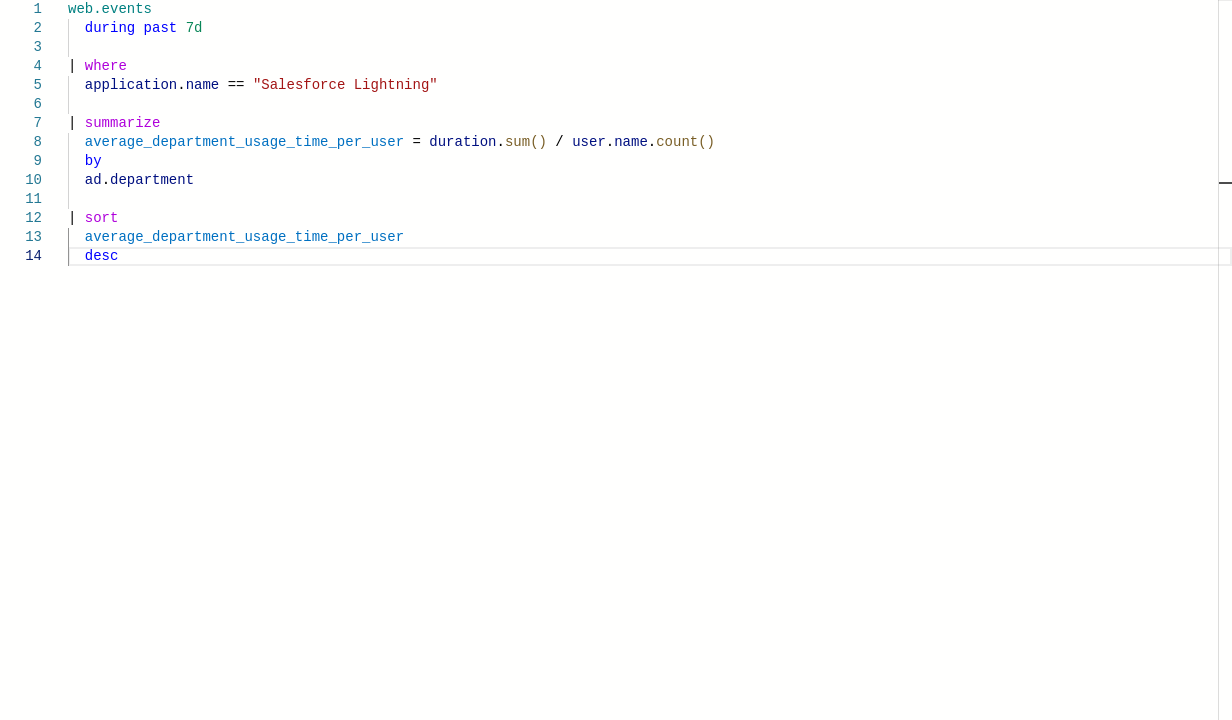 1 web.events
2 during past 7d
3
4 | where
5 application.name == "Salesforce Lightning"
6
7 | summarize
8 average_department_usage_time_per_user = duration.sum() / user.name.count()
9 by
10 ad.department
11
12 | sort
13 average_department_usage_time_per_user
14 desc